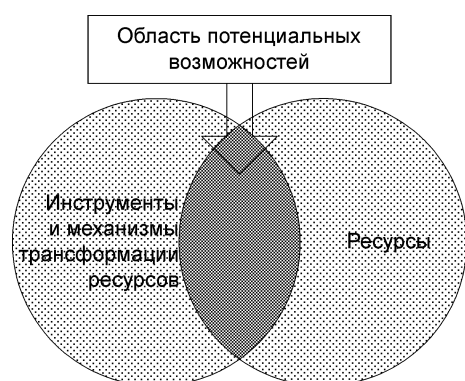 Область потенциальных
возможностей
Инструменты
и механизмы
трансформации
ресурсов
Ресурсы